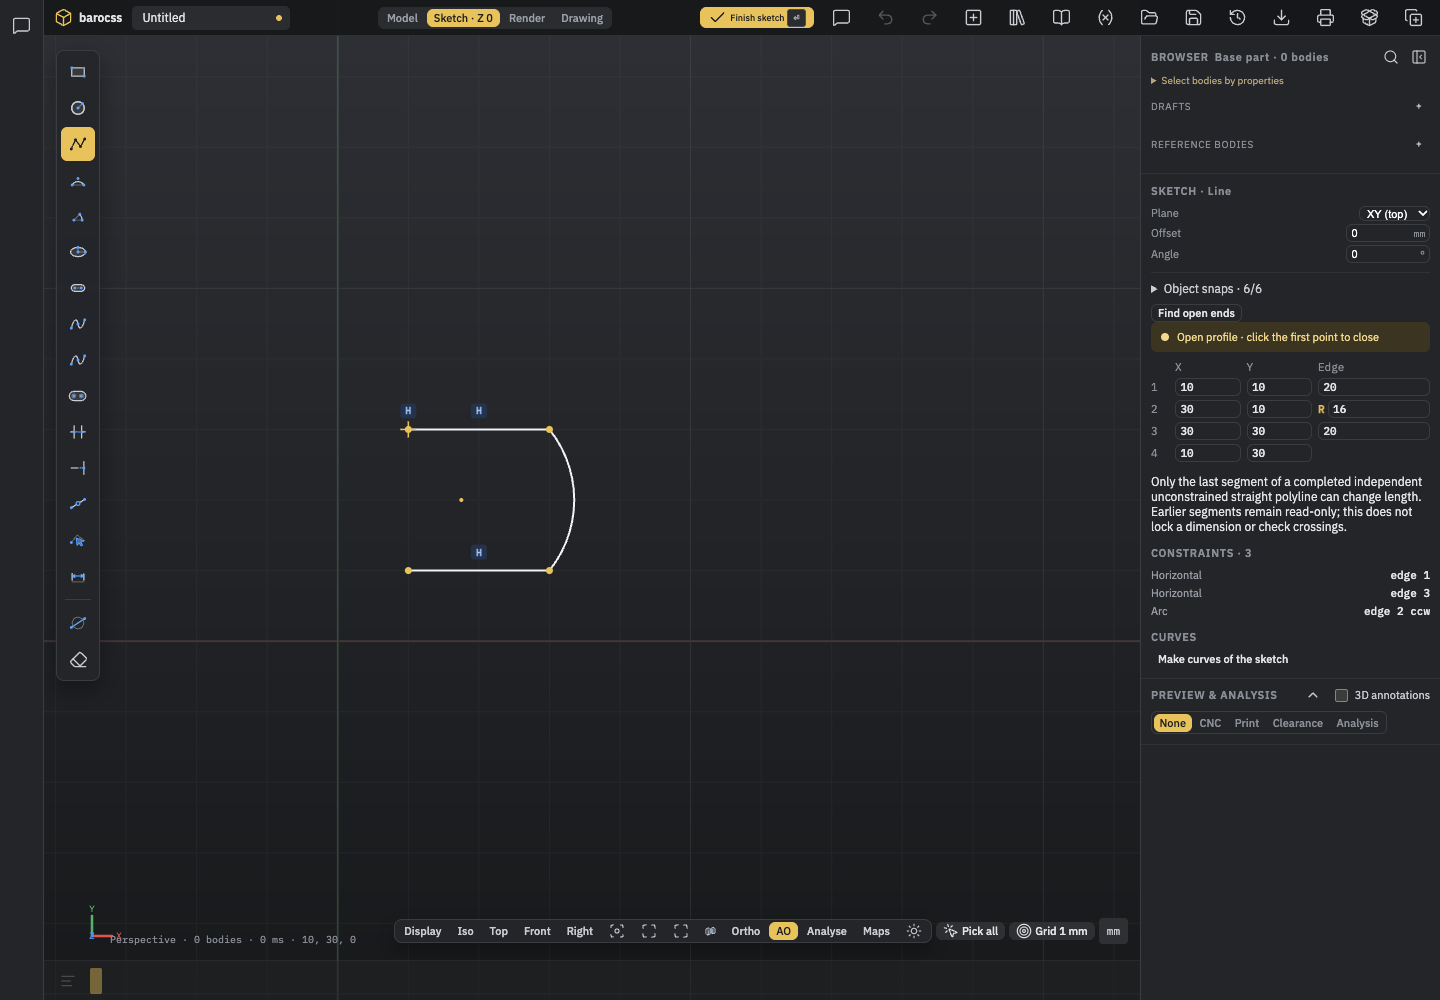 barocss
Untitled
Model
Sketch · Z 0
Render
Drawing
Finish sketch
BROWSER Base part · 0 bodies
Select bodies by properties
DRAFTS
+
REFERENCE BODIES
+
SKETCH · Line
Plane
XY (top)
Offset
0
mm
Angle
0
°
Object snaps · 6/6
Find open ends
Open profile · click the first point to close
X Y Edge
1 10 10 20
2 30 10 R 16
3 30 30 20
4 10 30
Only the last segment of a completed independent
unconstrained straight polyline can change length.
Earlier segments remain read-only; this does not
lock a dimension or check crossings.
CONSTRAINTS · 3
Horizontal edge 1
Horizontal edge 3
Arc edge 2 ccw
CURVES
Make curves of the sketch
PREVIEW & ANALYSIS
3D annotations
None
CNC
Print
Clearance
Analysis
H
H
H
Y
X
Z
Perspective · 0 bodies · 0 ms · 10, 30, 0
Display
Iso
Top
Front
Right
Ortho
AO
Analyse
Maps
Pick all
Grid 1 mm
mm